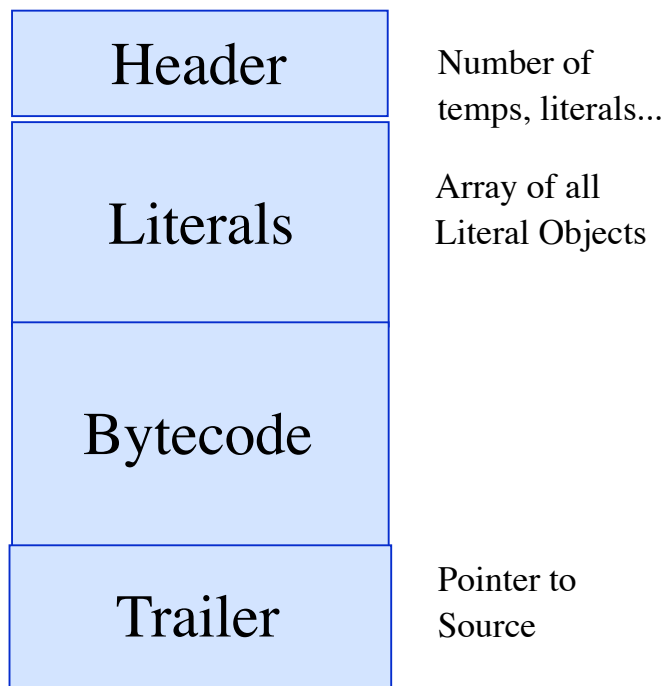 Header
Number of
temps, literals...
Literals
Array of all
Literal Objects
Bytecode
Trailer
Pointer to
Source